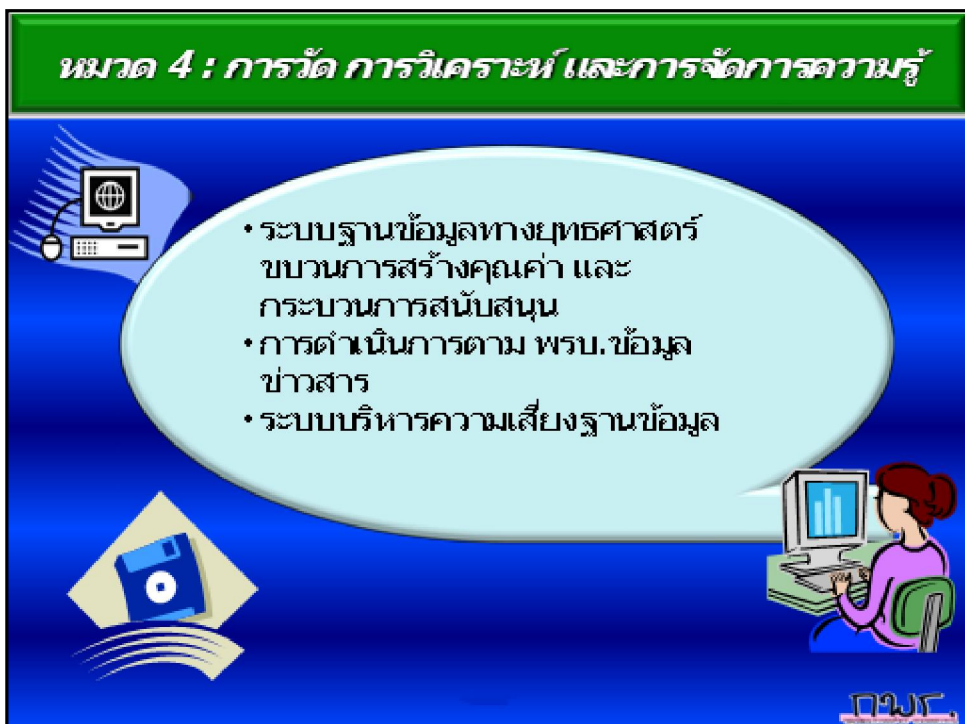 หมวด 4 : การวัด การวิเคราะห์ และการจัดการความรู้
• ระบบฐานข้อมูลทางยุทธศาสตร์
ขบวนการสร้างคุณค่า และ
กระบวนการสนับสนุน
• การดำเนินการตาม พรบ.ข้อมูล
ข่าวสาร
• ระบบบริหารความเสี่ยงฐานข้อมูล
กพร.